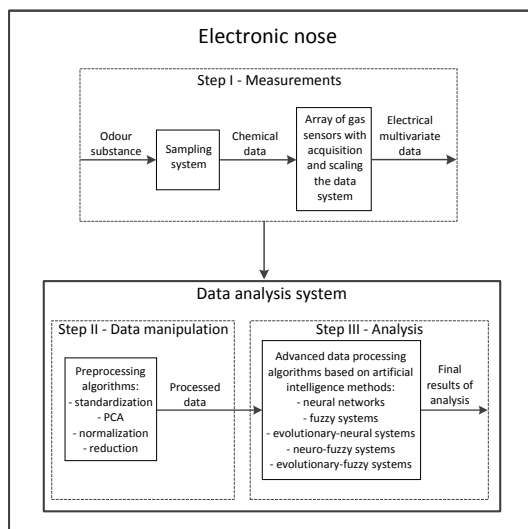 Electronic nose
Step I - Measurements
Odour
substance
Sampling
system
Chemical
data
Array of gas
sensors with
acquisition
and scaling
the data
system
Electrical
multivariate
data
Data analysis system
Step II - Data manipulation
Preprocessing
algorithms:
- standardization
- PCA
- normalization
- reduction
Processed
data
Step III - Analysis
Advanced data processing
algorithms based on artificial
intelligence methods:
- neural networks
- fuzzy systems
- evolutionary-neural systems
- neuro-fuzzy systems
- evolutionary-fuzzy systems
Final
results of
analysis